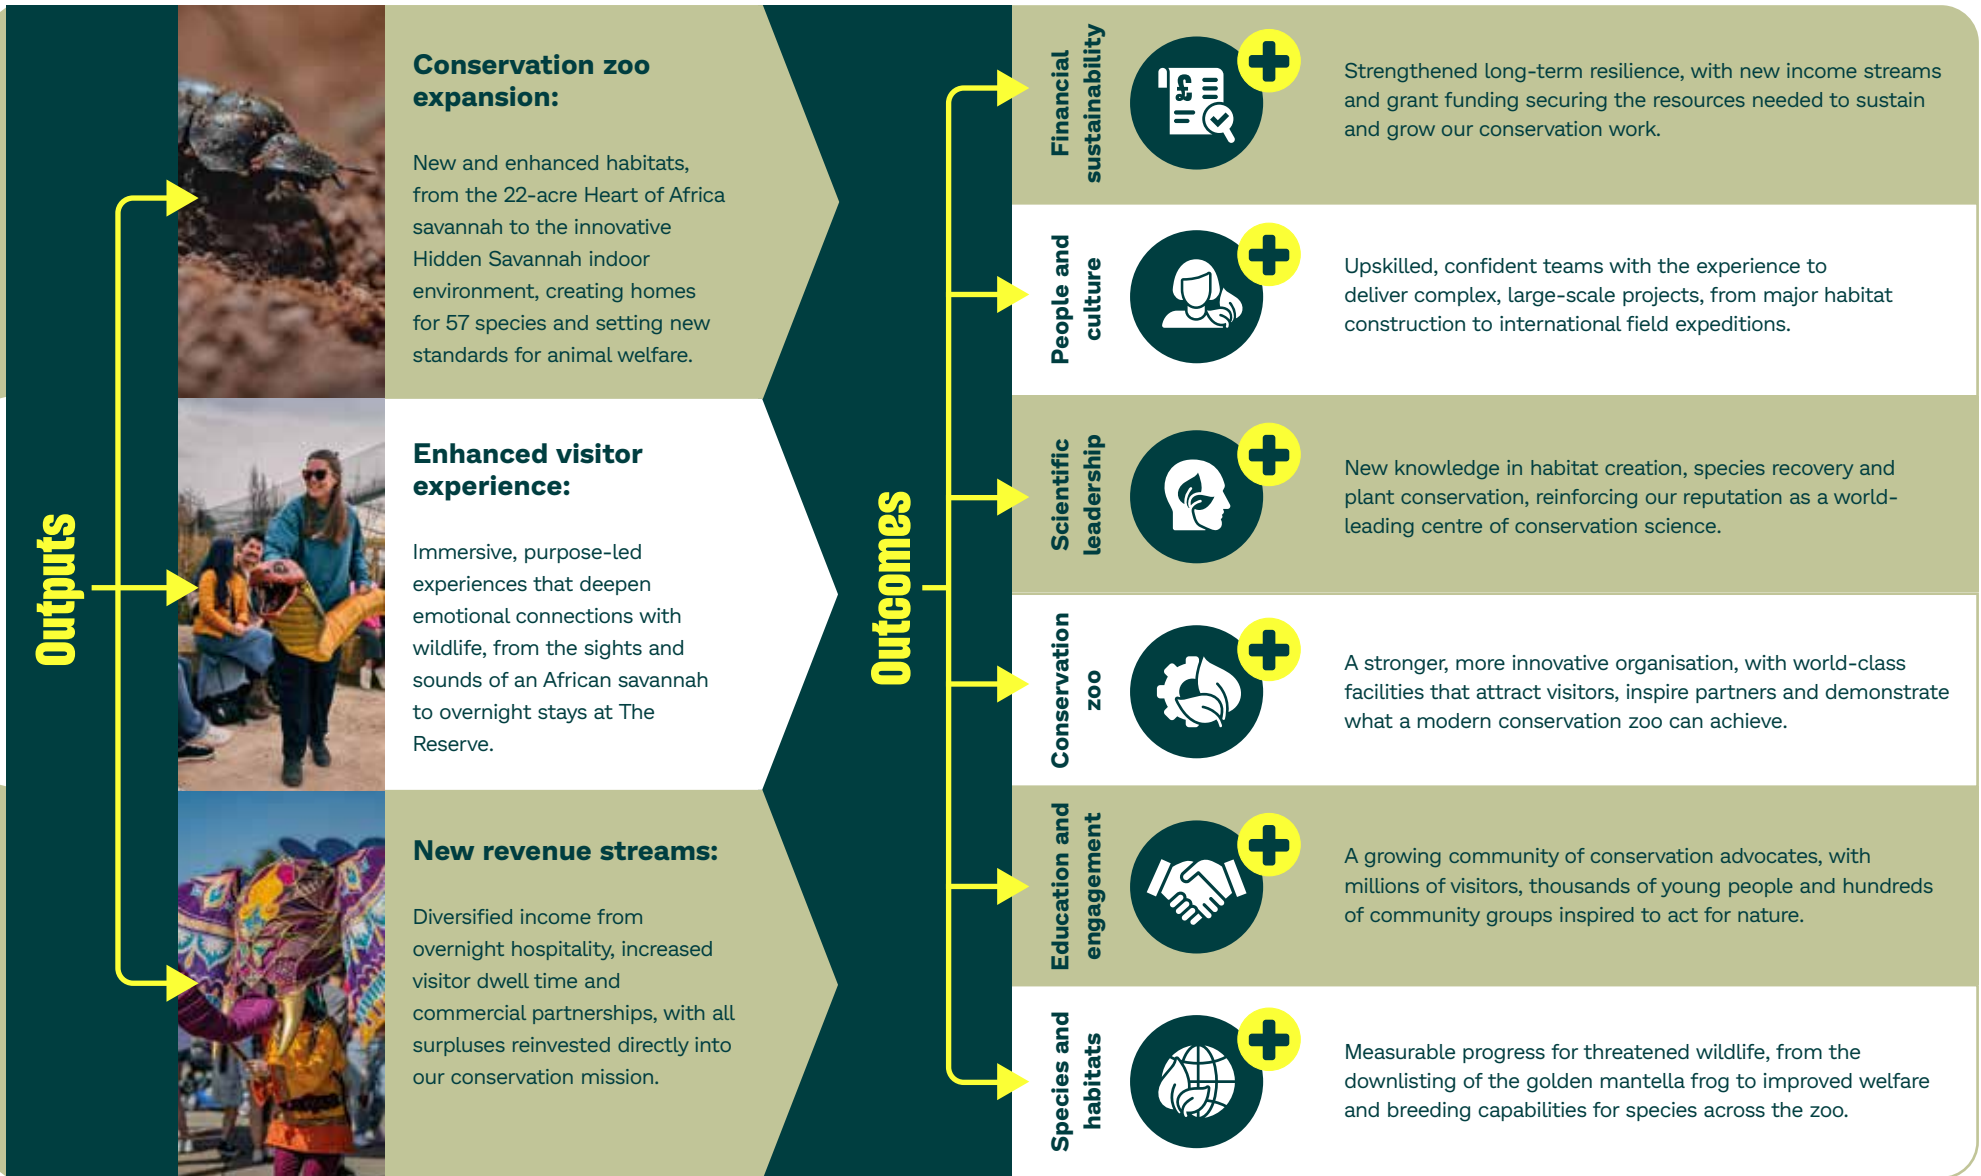 Outputs
Conservation zoo
expansion:
New and enhanced habitats,
from the 22-acre Heart of Africa
savannah to the innovative
Hidden Savannah indoor
environment, creating homes
for 57 species and setting new
standards for animal welfare.
Enhanced visitor
experience:
Immersive, purpose-led
experiences that deepen
emotional connections with
wildlife, from the sights and
sounds of an African savannah
to overnight stays at The
Reserve.
New revenue streams:
Diversified income from
overnight hospitality, increased
visitor dwell time and
commercial partnerships, with all
surpluses reinvested directly into
our conservation mission.
Outcomes
Financial
sustainability
£
Strengthened long-term resilience, with new income streams
and grant funding securing the resources needed to sustain
and grow our conservation work.
People and
culture
Upskilled, confident teams with the experience to
deliver complex, large-scale projects, from major habitat
construction to international field expeditions.
Scientific
leadership
New knowledge in habitat creation, species recovery and
plant conservation, reinforcing our reputation as a world-
leading centre of conservation science.
Conservation
zoo
A stronger, more innovative organisation, with world-class
facilities that attract visitors, inspire partners and demonstrate
what a modern conservation zoo can achieve.
Education and
engagement
A growing community of conservation advocates, with
millions of visitors, thousands of young people and hundreds
of community groups inspired to act for nature.
Species and
habitats
Measurable progress for threatened wildlife, from the
downlisting of the golden mantella frog to improved welfare
and breeding capabilities for species across the zoo.